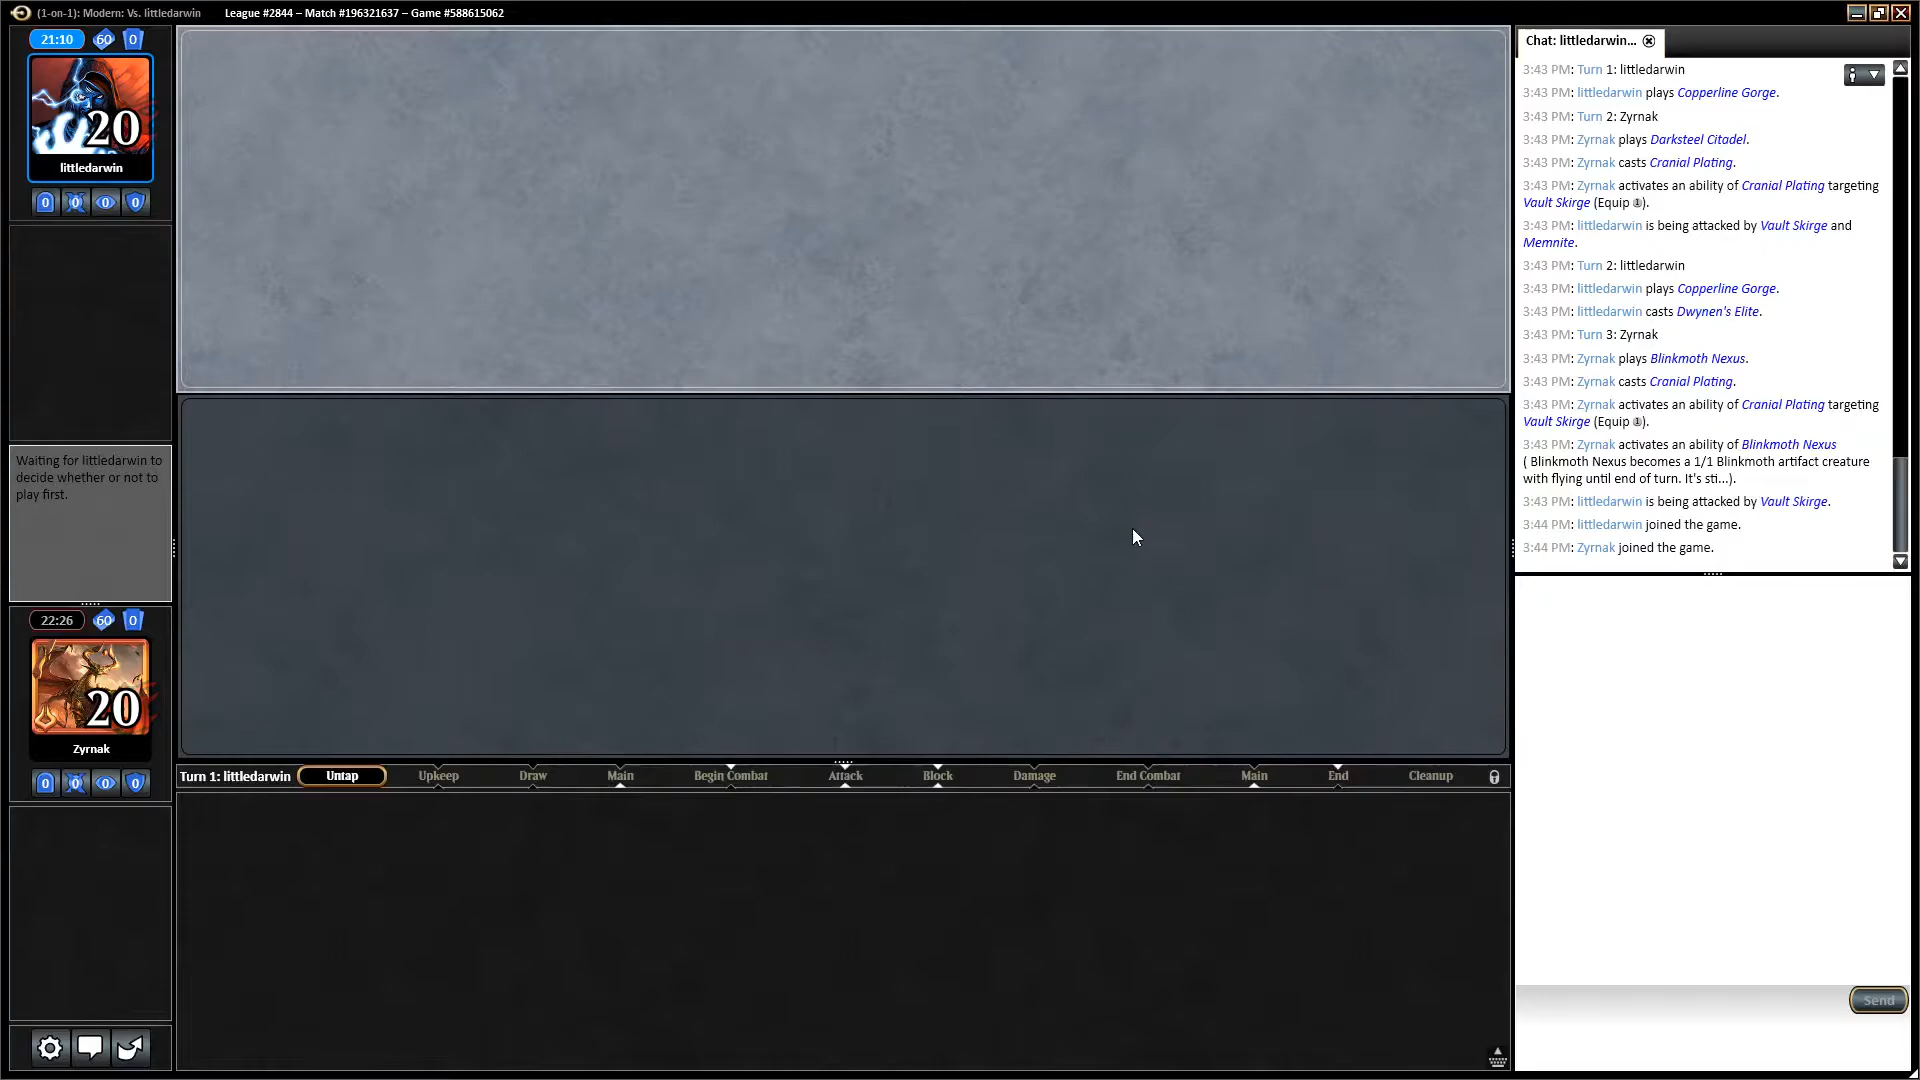 (1-on-1): Modern: Vs. littledarwin
League #2844 – Match #196321637 – Game #588615062
21:10
60
0
20
littledarwin
0
0
0
0
Waiting for littledarwin to
decide whether or not to
play first.
22:26
60
0
20
Zyrnak
0
0
0
0
Turn 1: littledarwin
Untap
Upkeep
Draw
Main
Begin Combat
Attack
Block
Damage
End Combat
Main
End
Cleanup
Chat: littledarwin...
3:43 PM: Turn 1: littledarwin
3:43 PM: littledarwin plays Copperline Gorge.
3:43 PM: Turn 2: Zyrnak
3:43 PM: Zyrnak plays Darksteel Citadel.
3:43 PM: Zyrnak casts Cranial Plating.
3:43 PM: Zyrnak activates an ability of Cranial Plating targeting
Vault Skirge (Equip 1).
3:43 PM: littledarwin is being attacked by Vault Skirge and
Memnite.
3:43 PM: Turn 2: littledarwin
3:43 PM: littledarwin plays Copperline Gorge.
3:43 PM: littledarwin casts Dwynen's Elite.
3:43 PM: Turn 3: Zyrnak
3:43 PM: Zyrnak plays Blinkmoth Nexus.
3:43 PM: Zyrnak casts Cranial Plating.
3:43 PM: Zyrnak activates an ability of Cranial Plating targeting
Vault Skirge (Equip 1).
3:43 PM: Zyrnak activates an ability of Blinkmoth Nexus
( Blinkmoth Nexus becomes a 1/1 Blinkmoth artifact creature
with flying until end of turn. It's sti...).
3:43 PM: littledarwin is being attacked by Vault Skirge.
3:44 PM: littledarwin joined the game.
3:44 PM: Zyrnak joined the game.
Send